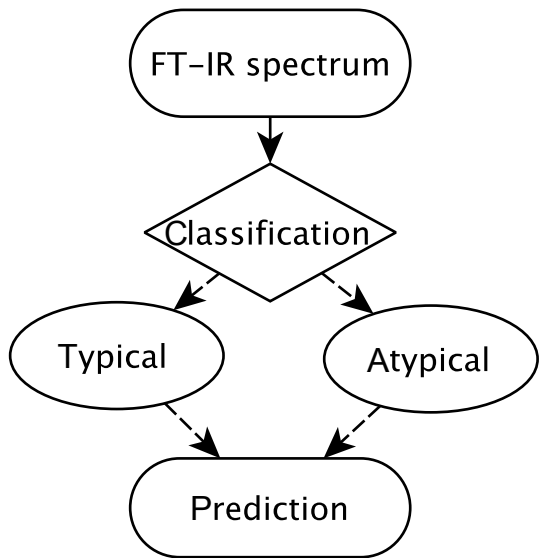 FT-IR spectrum
Classification
Typical
Atypical
Prediction